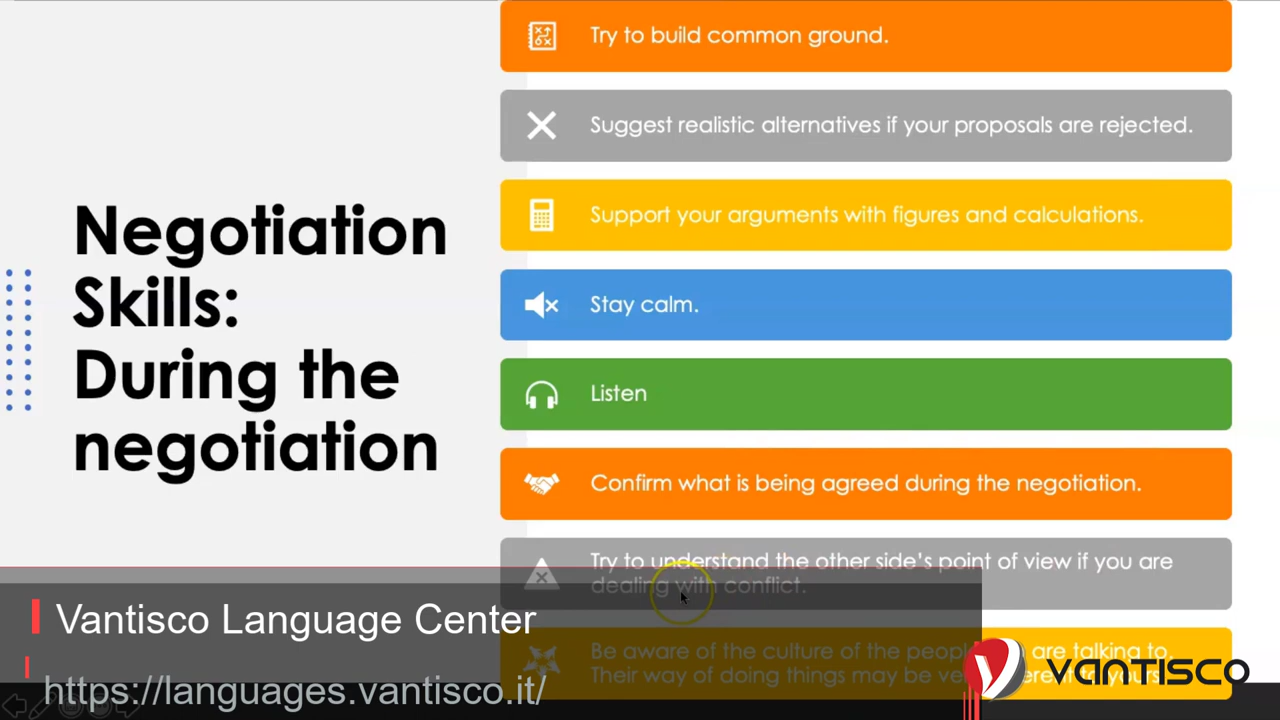 Negotiation
Skills:
During the
negotiation
Try to build common ground.
Suggest realistic alternatives if your proposals are rejected.
Support your arguments with figures and calculations.
Stay calm.
Listen
Confirm what is being agreed during the negotiation.
Try to understand the other side's point of view if you are
dealing with conflict.
Be aware of the culture of the people are talking to.
Their way of doing things may be yours.
Vantisco Language Center
https://languages.vantisco.it/
VANTISCO